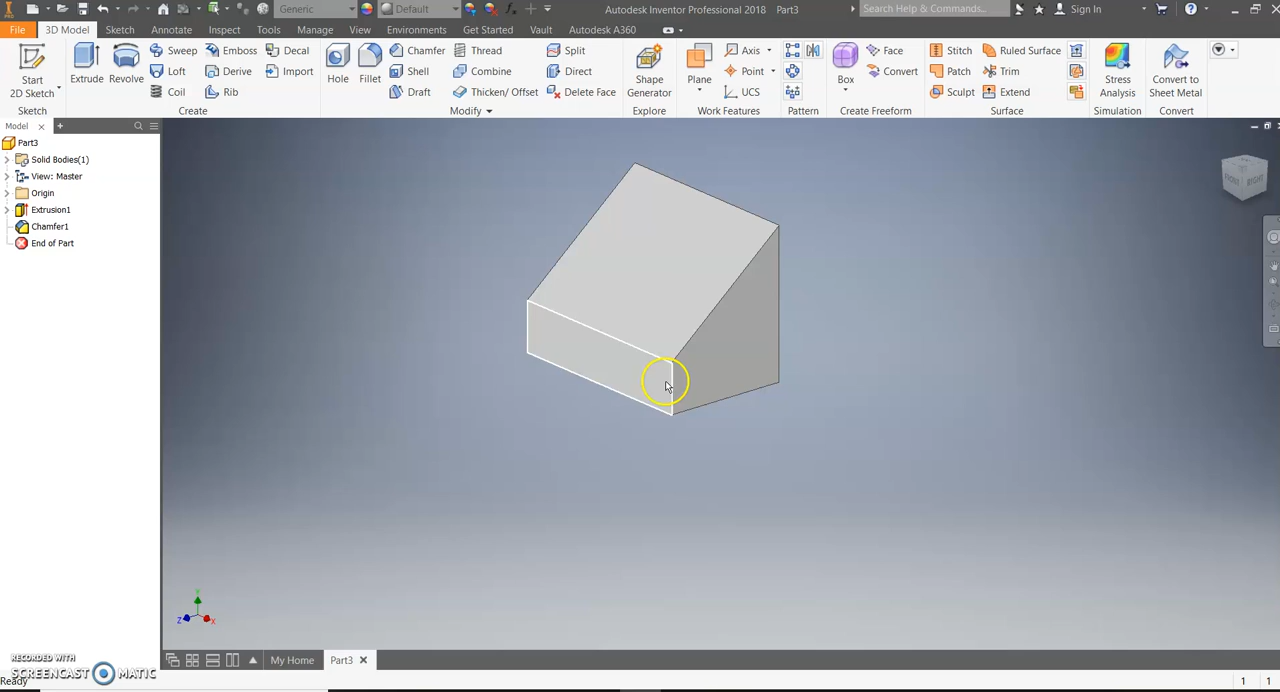 Generic
Default
Autodesk Inventor Professional 2018 Part3
Search Help & Commands...
Sign In
PRO
File
3D Model
Sketch
Annotate
Inspect
Tools
Manage
View
Environments
Get Started
Vault
Autodesk A360
Start
2D Sketch
Sketch
Extrude
Revolve
Sweep
Loft
Coil
Emboss
Derive
Rib
Decal
Import
Create
Hole
Fillet
Chamfer
Shell
Draft
Thread
Combine
Thicken/ Offset
Split
Direct
Delete Face
Modify
Shape
Generator
Explore
Plane
Axis
Point
UCS
Work Features
Pattern
Box
Face
Convert
Create Freeform
Stitch
Patch
Sculpt
Ruled Surface
Trim
Extend
Surface
Stress
Analysis
Simulation
Convert to
Sheet Metal
Convert
Model
Part3
Solid Bodies(1)
View: Master
Origin
Extrusion1
Chamfer1
End of Part
FRONT
RIGHT
Y
Z
X
My Home
Part3
RECORDED WITH
SCREENCAST MATIC
Ready
1 1